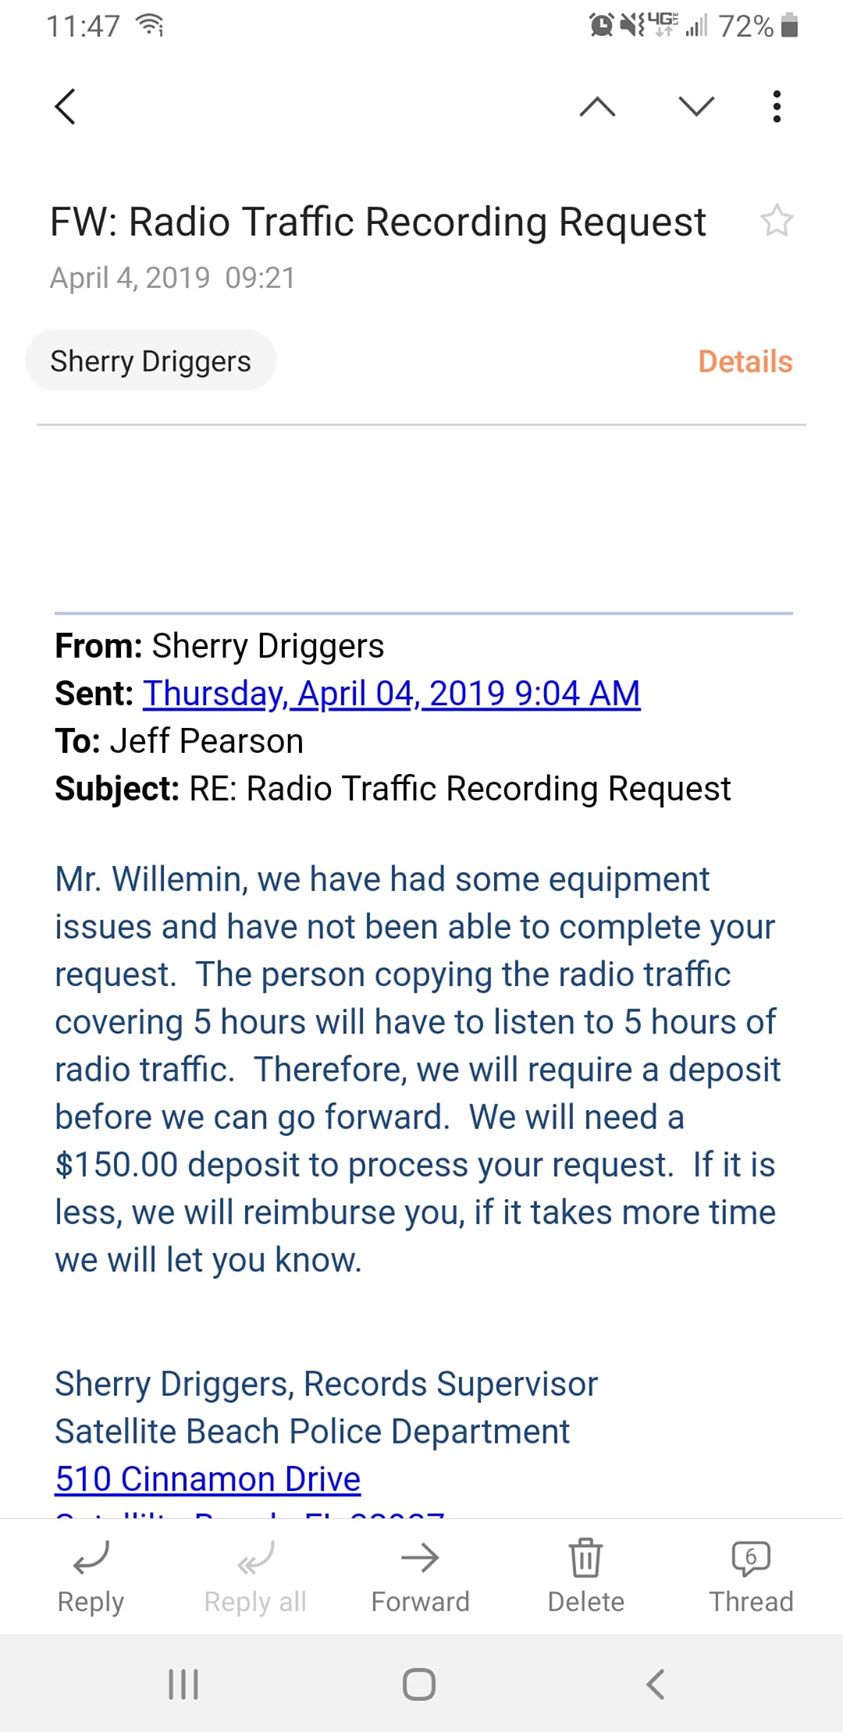 11:47
4GE 72%
FW: Radio Traffic Recording Request
April 4, 2019 09:21
Sherry Driggers
Details
From: Sherry Driggers
Sent: Thursday, April 04, 2019 9:04 AM
To: Jeff Pearson
Subject: RE: Radio Traffic Recording Request
Mr. Willemin, we have had some equipment
issues and have not been able to complete your
request.  The person copying the radio traffic
covering 5 hours will have to listen to 5 hours of
radio traffic.  Therefore, we will require a deposit
before we can go forward.  We will need a
$150.00 deposit to process your request.  If it is
less, we will reimburse you, if it takes more time
we will let you know.
Sherry Driggers, Records Supervisor
Satellite Beach Police Department
510 Cinnamon Drive
Reply
Reply all
Forward
Delete
6
Thread